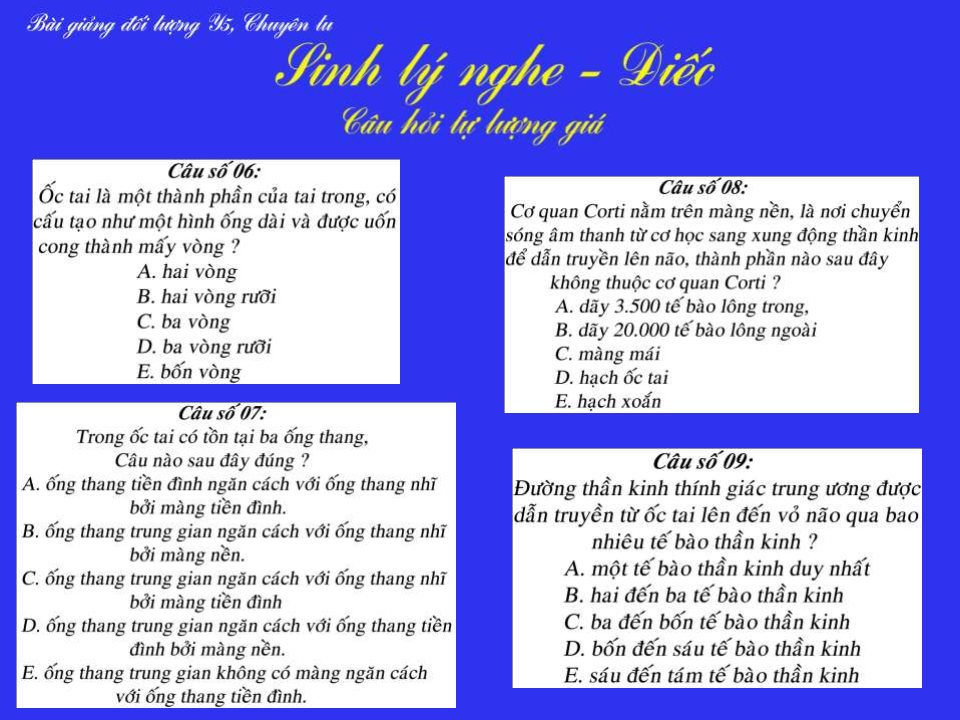 Bài giảng đối tượng Y5, Chuyên tu
Sinh lý nghe - Điếc
Câu hỏi tự lượng giá
Câu số 06:
Ốc tai là một thành phần của tai trong, có
cấu tạo như một hình ống dài và được uốn
cong thành mấy vòng ?
A. hai vòng
B. hai vòng rưỡi
C. ba vòng
D. ba vòng rưỡi
E. bốn vòng
Câu số 07:
Trong ốc tai có tồn tại ba ống thang,
Câu nào sau đây đúng ?
A. ống thang tiền đình ngăn cách với ống thang nhĩ
bởi màng tiền đình.
B. ống thang trung gian ngăn cách với ống thang nhĩ
bởi màng nền.
C. ống thang trung gian ngăn cách với ống thang nhĩ
bởi màng tiền đình
D. ống thang trung gian ngăn cách với ống thang tiền
đình bởi màng nền.
E. ống thang trung gian không có màng ngăn cách
với ống thang tiền đình.
Câu số 08:
Cơ quan Corti nằm trên màng nền, là nơi chuyển
sóng âm thanh từ cơ học sang xung động thần kinh
để dẫn truyền lên não, thành phần nào sau đây
không thuộc cơ quan Corti ?
A. dãy 3.500 tế bào lông trong,
B. dãy 20.000 tế bào lông ngoài
C. màng mái
D. hạch ốc tai
E. hạch xoắn
Câu số 09:
Đường thần kinh thính giác trung ương được
dẫn truyền từ ốc tai lên đến vỏ não qua bao
nhiêu tế bào thần kinh ?
A. một tế bào thần kinh duy nhất
B. hai đến ba tế bào thần kinh
C. ba đến bốn tế bào thần kinh
D. bốn đến sáu tế bào thần kinh
E. sáu đến tám tế bào thần kinh